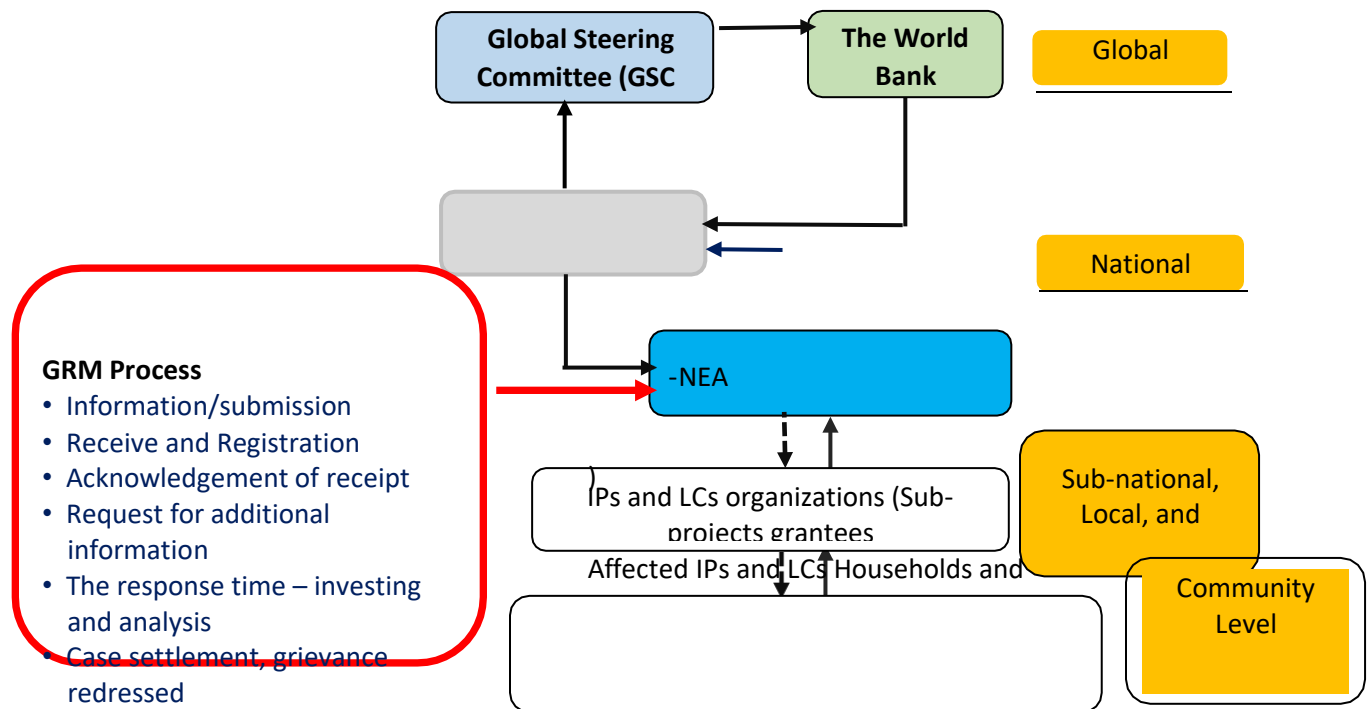 Global Steering
Committee (GSC
The World
Bank
Global
National
GRM Process
• Information/submission
• Receive and Registration
• Acknowledgement of receipt
• Request for additional
information
• The response time – investing
and analysis
• Case settlement, grievance
redressed
-NEA
)
IPs and LCs organizations (Sub-
projects grantees
Affected IPs and LCs Households and
Sub-national,
Local, and
Community
Level